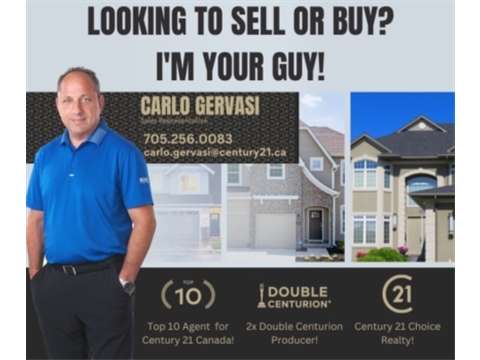 LOOKING TO SELL OR BUY?
I'M YOUR GUY!
CARLO GERVASI
Sales Representative
705.256.0083
carlo.gervasi@century21.ca
TOP
10
Top 10 Agent for
Century 21 Canada!
DOUBLE
CENTURION®
2x Double Centurion
Producer!
C21
Century 21 Choice
Realty!